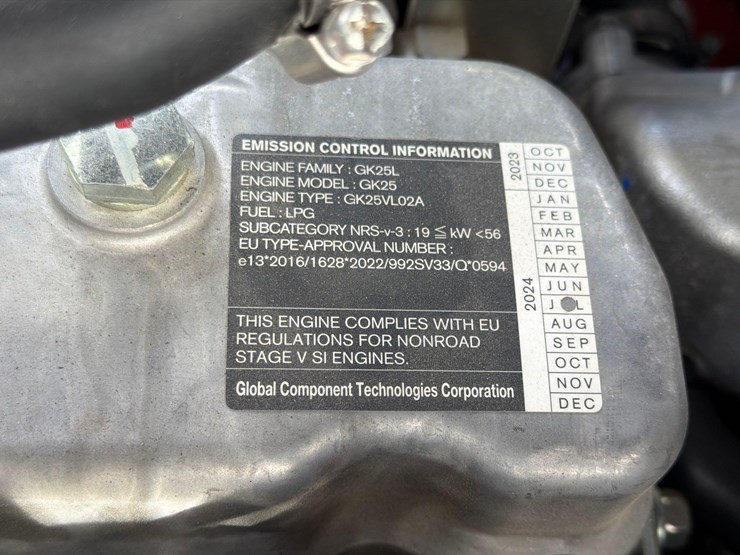 EMISSION CONTROL INFORMATION
ENGINE FAMILY : GK25L
ENGINE MODEL : GK25
ENGINE TYPE : GK25VL02A
FUEL : LPG
SUBCATEGORY NRS-v-3 : 19 ≦ kW <56
EU TYPE-APPROVAL NUMBER :
e13*2016/1628*2022/992SV33/Q*0594
THIS ENGINE COMPLIES WITH EU
REGULATIONS FOR NONROAD
STAGE V SI ENGINES.
Global Component Technologies Corporation
2023
OCT
NOV
DEC
2024
JAN
FEB
MAR
APR
MAY
JUN
J L
AUG
SEP
OCT
NOV
DEC